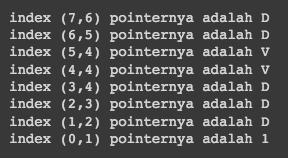 index (7,6) pointernya adalah D
index (6,5) pointernya adalah D
index (5,4) pointernya adalah V
index (4,4) pointernya adalah V
index (3,4) pointernya adalah D
index (2,3) pointernya adalah D
index (1,2) pointernya adalah D
index (0,1) pointernya adalah 1